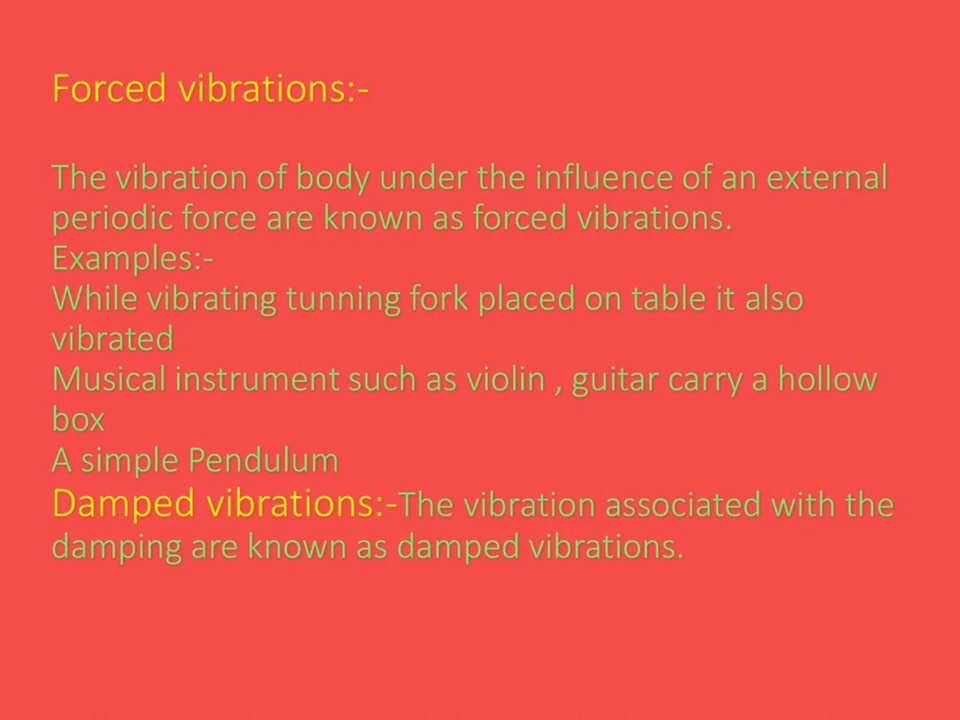 Forced vibrations:-
The vibration of body under the influence of an external
periodic force are known as forced vibrations.
Examples:-
While vibrating tunning fork placed on table it also
vibrated
Musical instrument such as violin , guitar carry a hollow
box
A simple Pendulum
Damped vibrations:-The vibration associated with the
damping are known as damped vibrations.